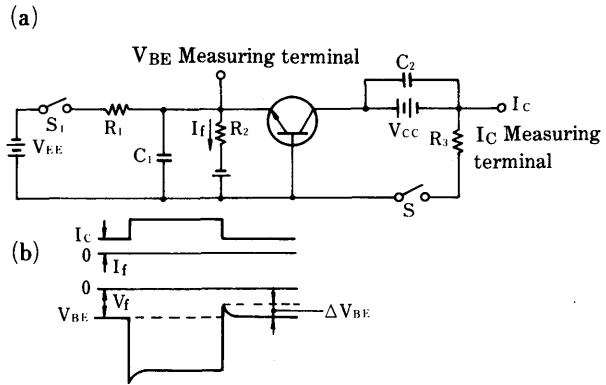 (a)
VBE Measuring terminal
C2
S1
R1
If
R2
VCC
IC
VEE
C1
R3
IC Measuring
terminal
S
(b)
IC
0
If
0
Vf
VBE
ΔVBE